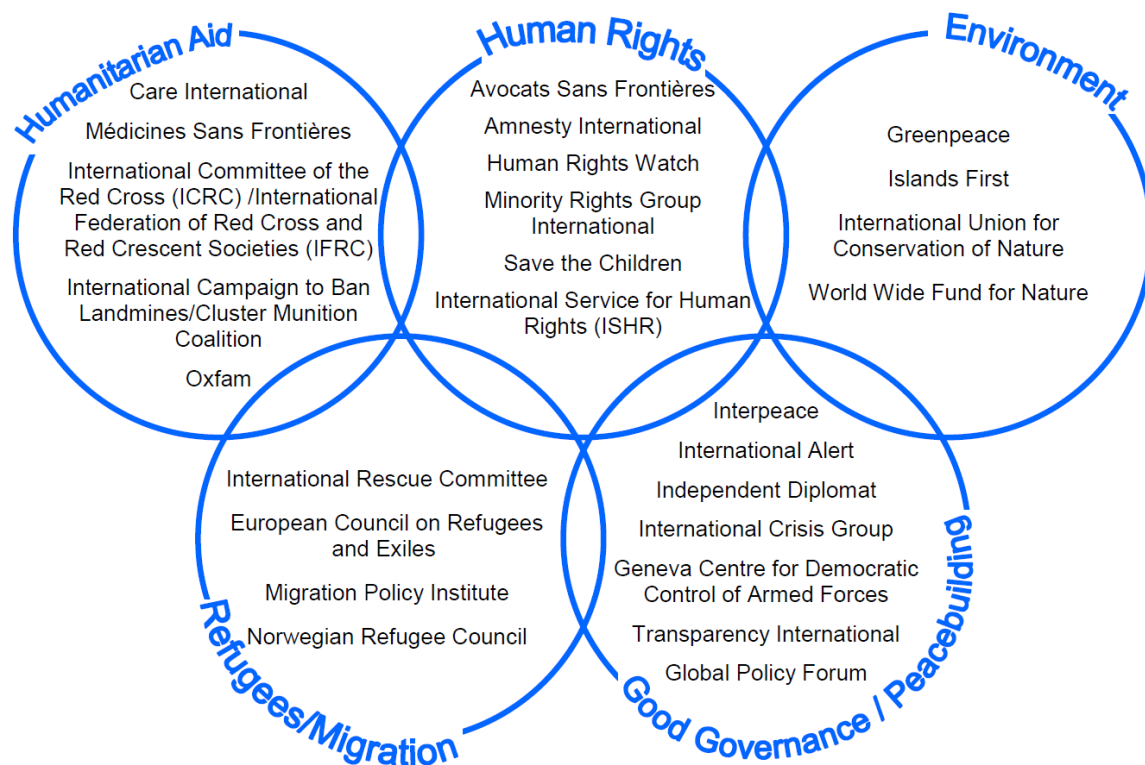 Humanitarian Aid
Care International
Médicines Sans Frontières
International Committee of the
Red Cross (ICRC) /International
Federation of Red Cross and
Red Crescent Societies (IFRC)
International Campaign to Ban
Landmines/Cluster Munition
Coalition
Oxfam
Human Rights
Avocats Sans Frontières
Amnesty International
Human Rights Watch
Minority Rights Group
International
Save the Children
International Service for Human
Rights (ISHR)
Environment
Greenpeace
Islands First
International Union for
Conservation of Nature
World Wide Fund for Nature
International Rescue Committee
European Council on Refugees
and Exiles
Migration Policy Institute
Norwegian Refugee Council
Refugees/Migration
Interpeace
International Alert
Independent Diplomat
International Crisis Group
Geneva Centre for Democratic
Control of Armed Forces
Transparency International
Global Policy Forum
Good Governance / Peacebuilding